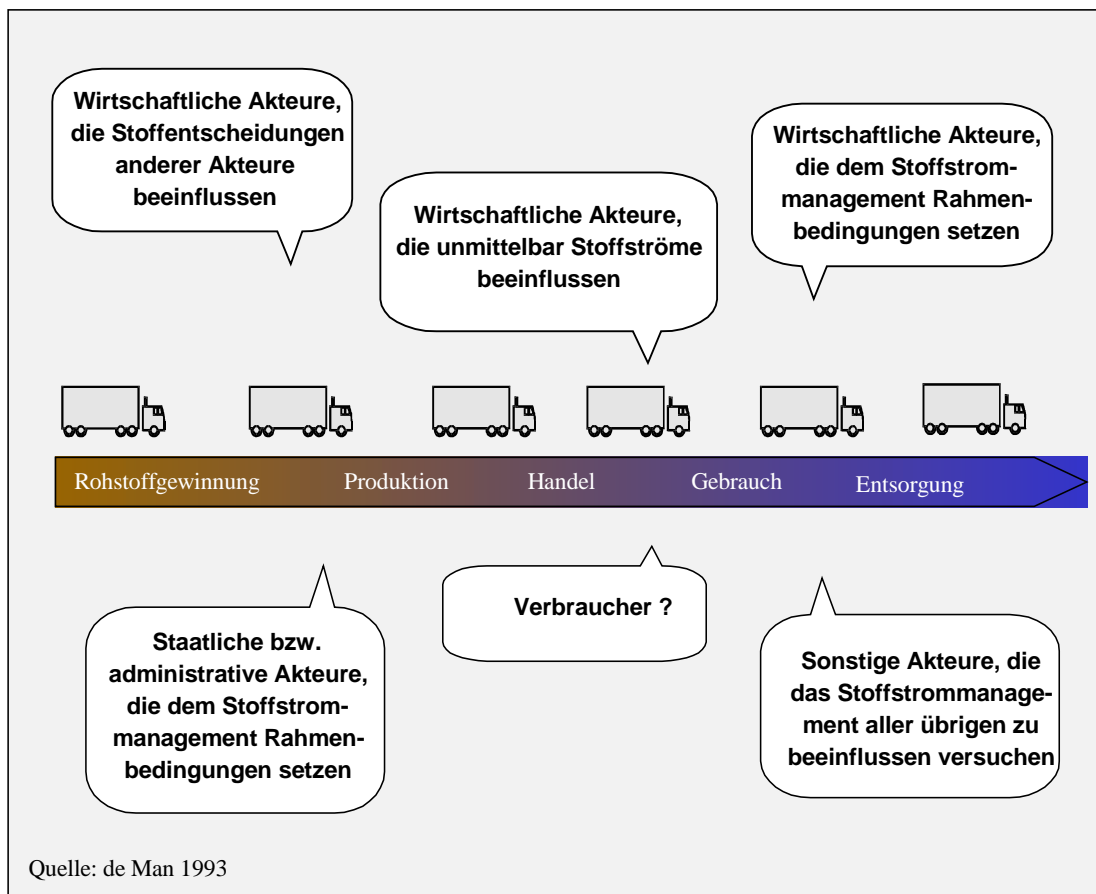 Wirtschaftliche Akteure,
die Stoffentscheidungen
anderer Akteure
beeinflussen
Wirtschaftliche Akteure,
die unmittelbar Stoffströme
beeinflussen
Wirtschaftliche Akteure,
die dem Stoffstrom-
management Rahmen-
bedingungen setzen
Rohstoffgewinnung
Produktion
Handel
Gebrauch
Entsorgung
Staatliche bzw.
administrative Akteure,
die dem Stoffstrom-
management Rahmen-
bedingungen setzen
Verbraucher ?
Sonstige Akteure, die
das Stoffstrommanage-
ment aller übrigen zu
beeinflussen versuchen
Quelle: de Man 1993